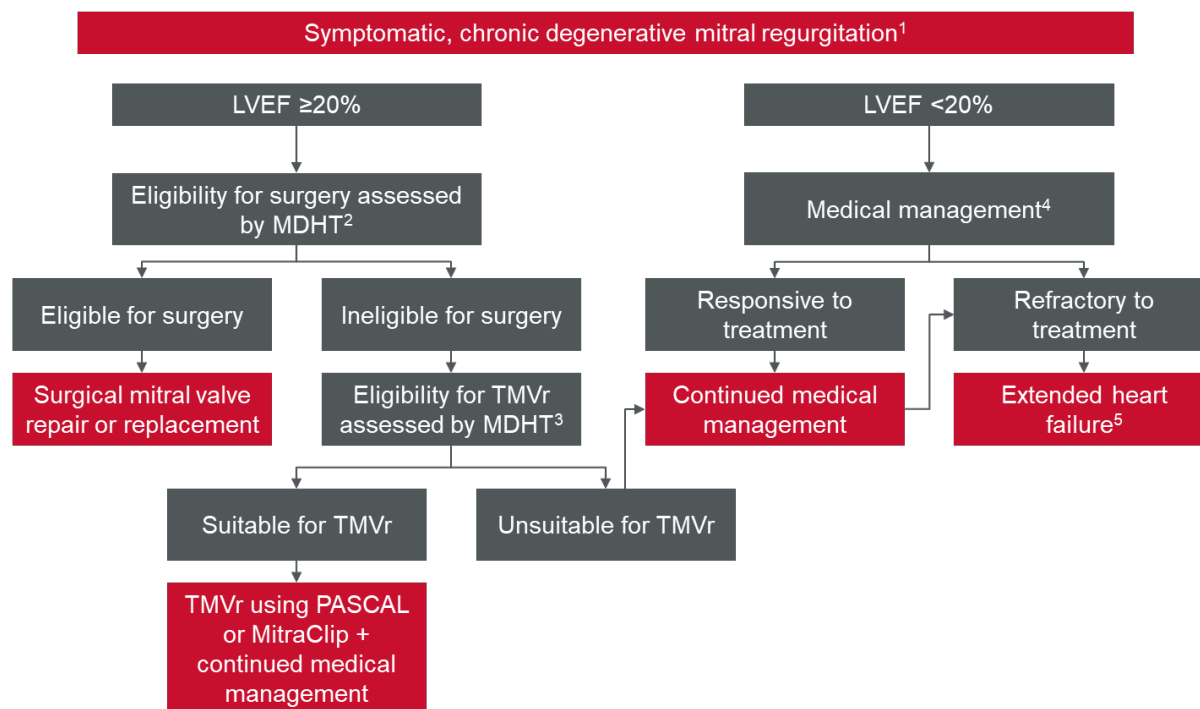 Symptomatic, chronic degenerative mitral regurgitation¹
LVEF ≥20%
LVEF <20%
Eligibility for surgery assessed
by MDHT²
Medical management⁴
Eligible for surgery
Ineligible for surgery
Responsive to
treatment
Refractory to
treatment
Surgical mitral valve
repair or replacement
Eligibility for TMVr
assessed by MDHT³
Continued medical
management
Extended heart
failure⁵
Suitable for TMVr
Unsuitable for TMVr
TMVr using PASCAL
or MitraClip +
continued medical
management